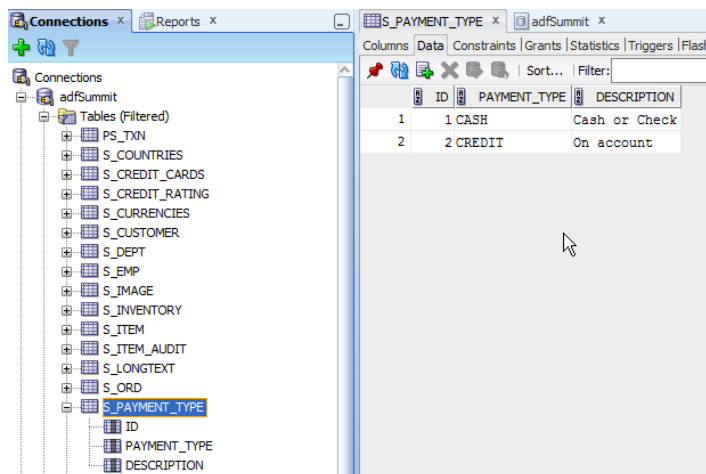 Connections x Reports x
Connections
adfSummit
Tables (Filtered)
PS_TXN
S_COUNTRIES
S_CREDIT_CARDS
S_CREDIT_RATING
S_CURRENCIES
S_CUSTOMER
S_DEPT
S_EMP
S_IMAGE
S_INVENTORY
S_ITEM
S_ITEM_AUDIT
S_LONGTEXT
S_ORD
S_PAYMENT_TYPE
ID
PAYMENT_TYPE
DESCRIPTION
S_PAYMENT_TYPE x adfSummit x
Columns Data Constraints |Grants |Statistics |Triggers |Flash
Sort... Filter:
ID PAYMENT_TYPE DESCRIPTION
1 1 CASH Cash or Check
2 2 CREDIT On account